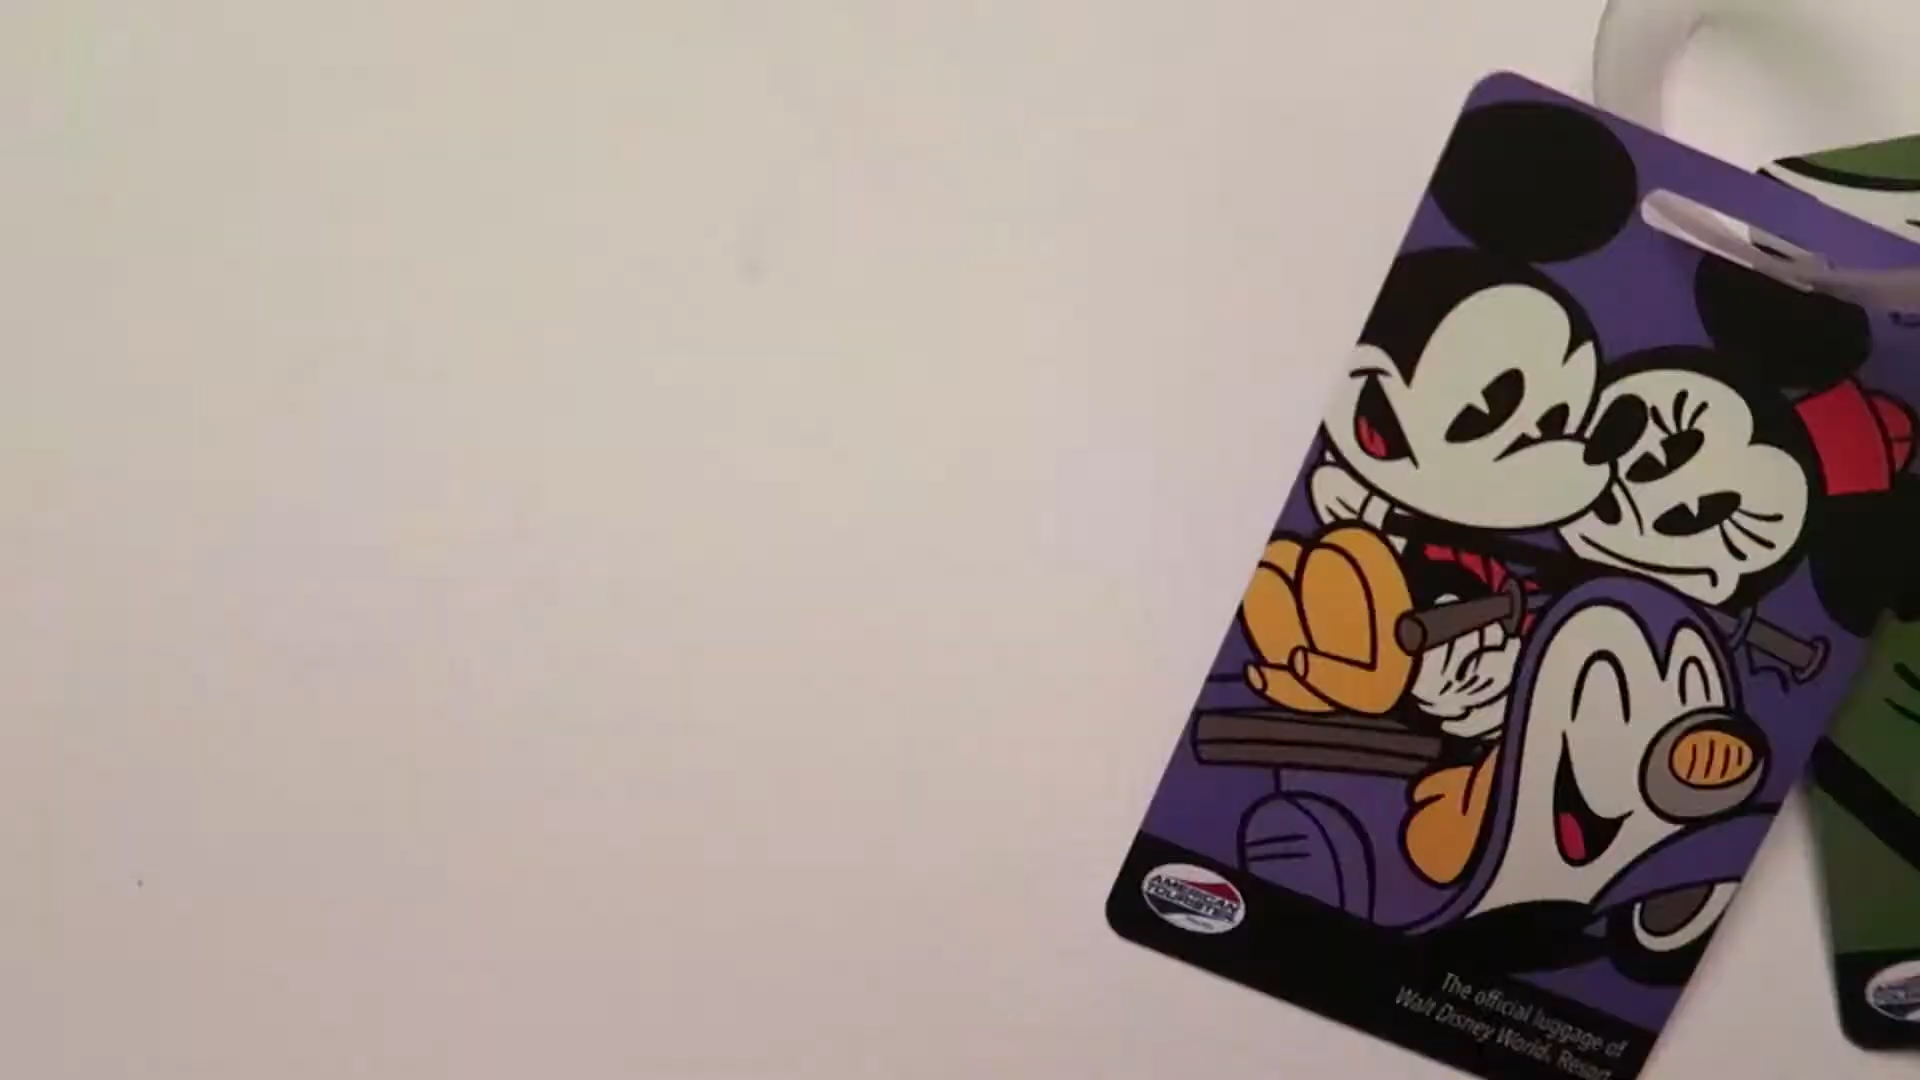 AMERICAN
TOURISTER
The official luggage of
Walt Disney World® Resort